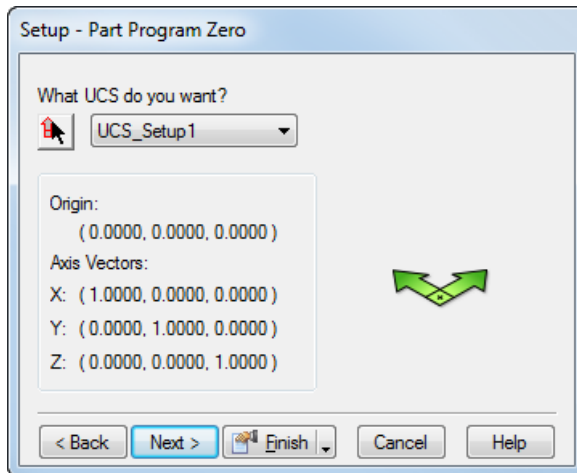 Setup - Part Program Zero
What UCS do you want?
UCS_Setup1
Origin:
( 0.0000, 0.0000, 0.0000 )
Axis Vectors:
X: ( 1.0000, 0.0000, 0.0000 )
Y: ( 0.0000, 1.0000, 0.0000 )
Z: ( 0.0000, 0.0000, 1.0000 )
< Back Next > Finish Cancel Help